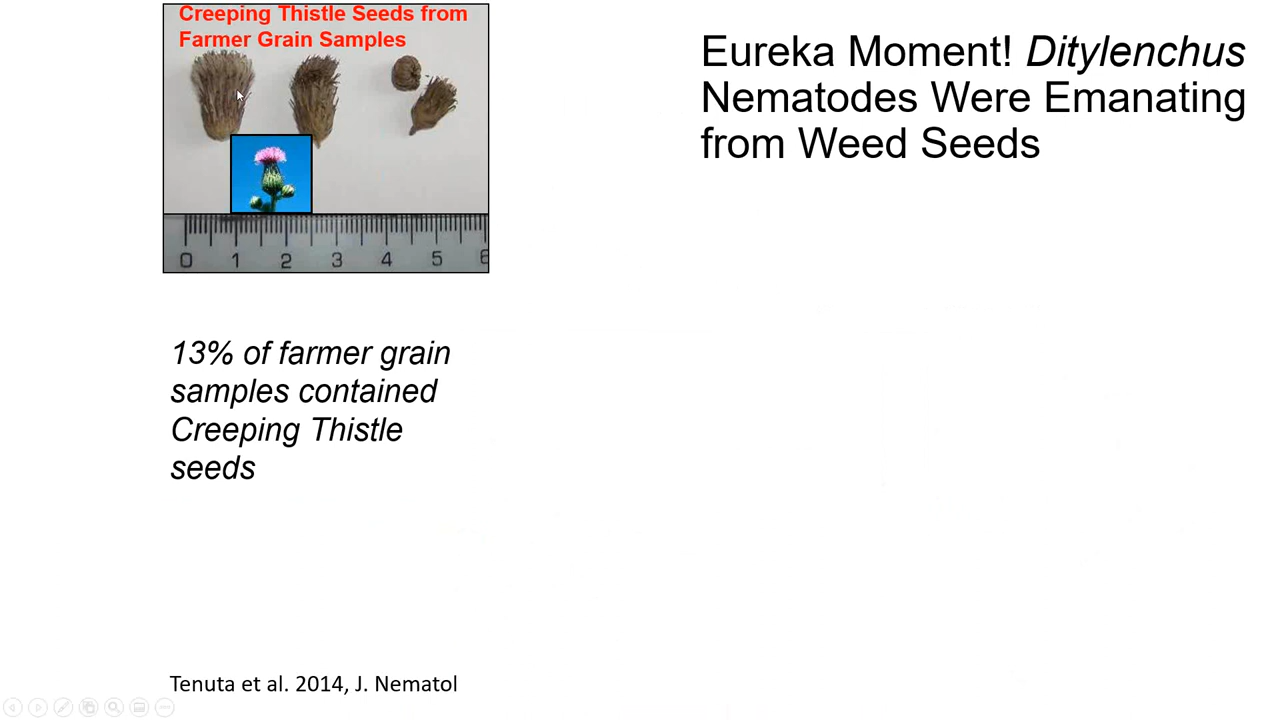 Creeping Thistle Seeds from
Farmer Grain Samples
0 1 2 3 4 5 6
Eureka Moment! Ditylenchus
Nematodes Were Emanating
from Weed Seeds
13% of farmer grain
samples contained
Creeping Thistle
seeds
Tenuta et al. 2014, J. Nematol